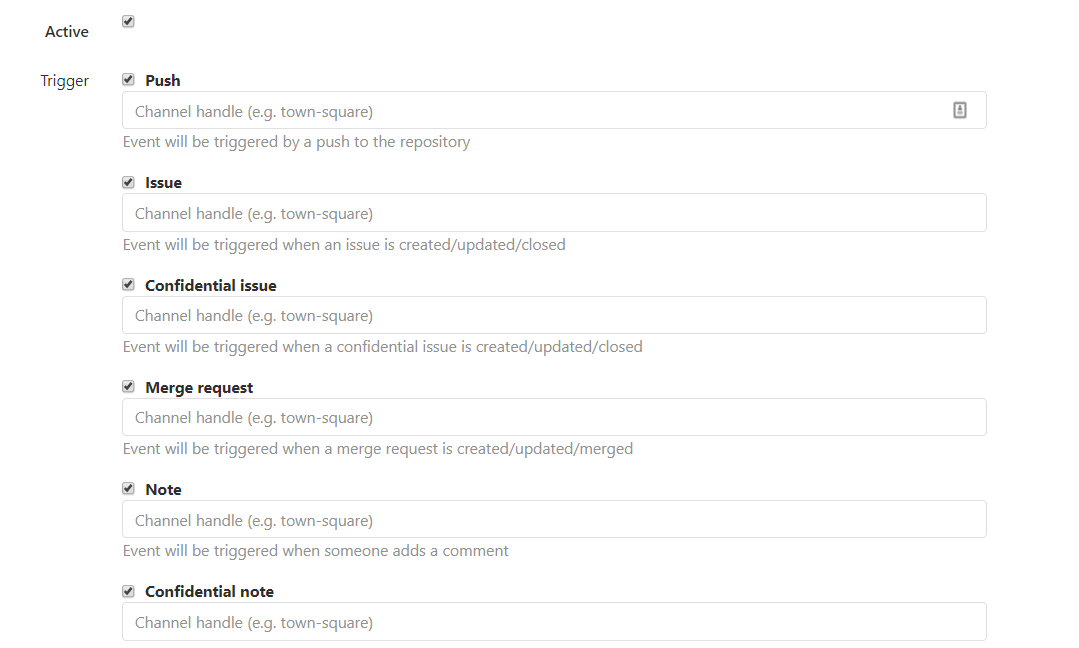 Active
Trigger
Push
Channel handle (e.g. town-square)
Event will be triggered by a push to the repository
Issue
Channel handle (e.g. town-square)
Event will be triggered when an issue is created/updated/closed
Confidential issue
Channel handle (e.g. town-square)
Event will be triggered when a confidential issue is created/updated/closed
Merge request
Channel handle (e.g. town-square)
Event will be triggered when a merge request is created/updated/merged
Note
Channel handle (e.g. town-square)
Event will be triggered when someone adds a comment
Confidential note
Channel handle (e.g. town-square)